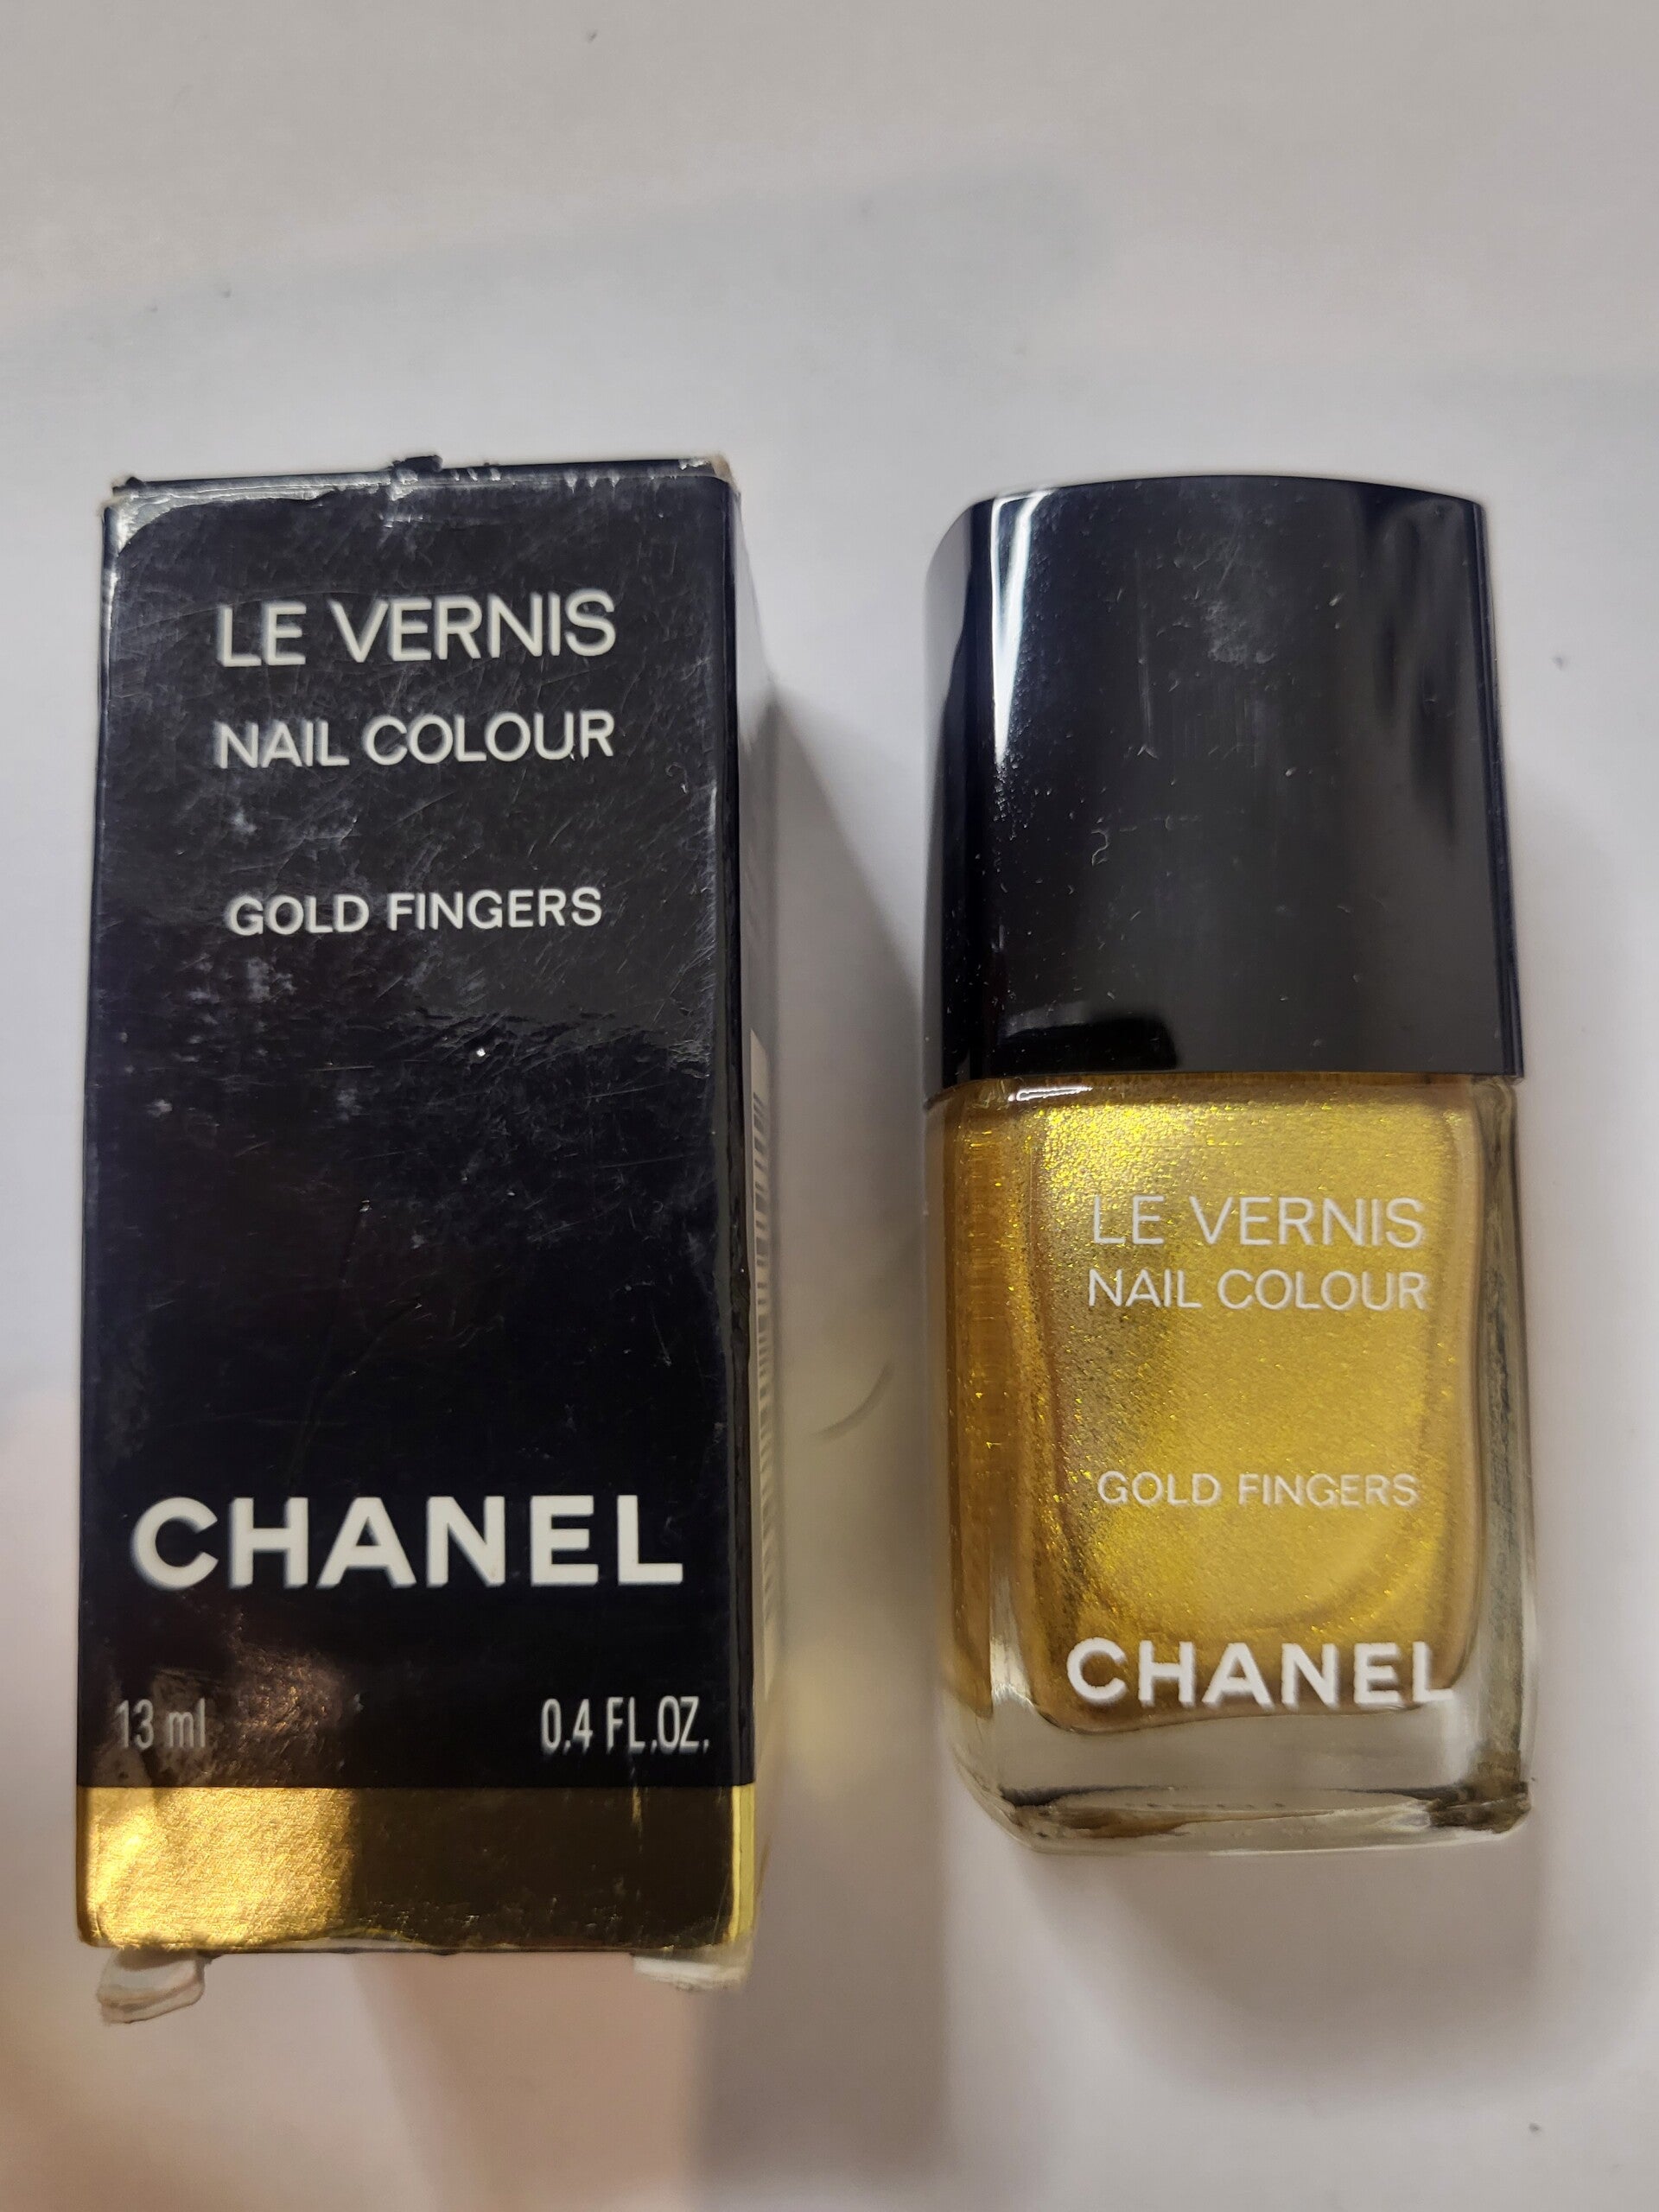 LE VERNIS
NAIL COLOUR
GOLD FINGERS
CHANEL
13 ml
0.4 FL.OZ.
LE VERNIS
NAIL COLOUR
GOLD FINGERS
CHANEL